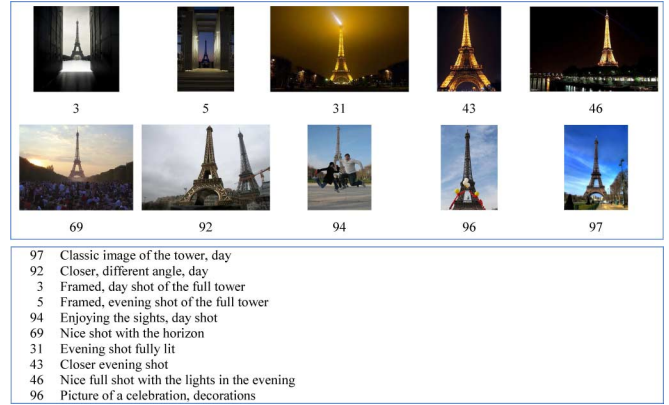 3 5 31 43 46
69 92 94 96 97
97 Classic image of the tower, day
92 Closer, different angle, day
3 Framed, day shot of the full tower
5 Framed, evening shot of the full tower
94 Enjoying the sights, day shot
69 Nice shot with the horizon
31 Evening shot fully lit
43 Closer evening shot
46 Nice full shot with the lights in the evening
96 Picture of a celebration, decorations